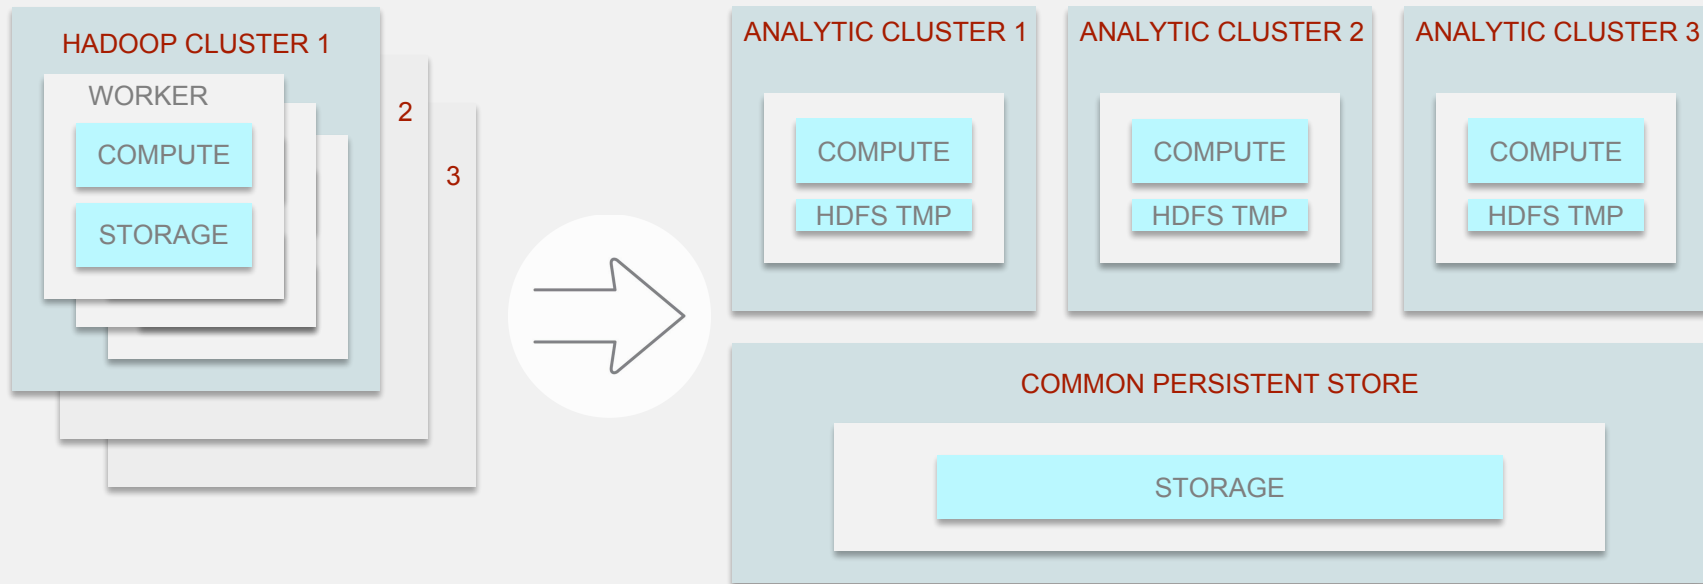 HADOOP CLUSTER 1
WORKER
COMPUTE
STORAGE
2
3
ANALYTIC CLUSTER 1
COMPUTE
HDFS TMP
ANALYTIC CLUSTER 2
COMPUTE
HDFS TMP
ANALYTIC CLUSTER 3
COMPUTE
HDFS TMP
COMMON PERSISTENT STORE
STORAGE